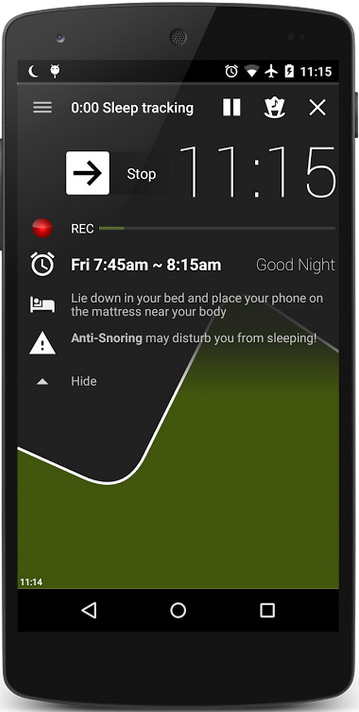 11:15
0:00 Sleep tracking
Stop
11:15
REC
Fri 7:45am ~ 8:15am Good Night
Lie down in your bed and place your phone on
the mattress near your body
Anti-Snoring may disturb you from sleeping!
Hide
11:14